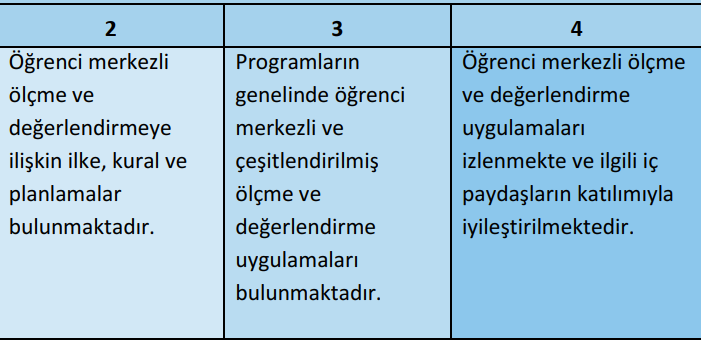 2
3
4
Öğrenci merkezli
ölçme ve
değerlendirmeye
ilişkin ilke, kural ve
planlamalar
bulunmaktadır.
Programların
genelinde öğrenci
merkezli ve
çeşitlendirilmiş
ölçme ve
değerlendirme
uygulamaları
bulunmaktadır.
Öğrenci merkezli ölçme
ve değerlendirme
uygulamaları
izlenmekte ve ilgili iç
paydaşların katılımıyla
iyileştirilmektedir.